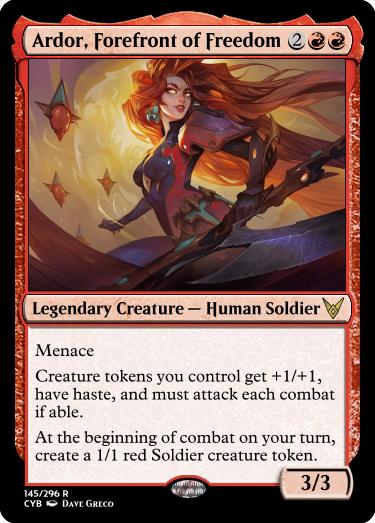 Ardor, Forefront of Freedom 2
Legendary Creature — Human Soldier
Menace
Creature tokens you control get +1/+1,
have haste, and must attack each combat
if able.
At the beginning of combat on your turn,
create a 1/1 red Soldier creature token.
3/3
145/296 R
CYB Dave Greco